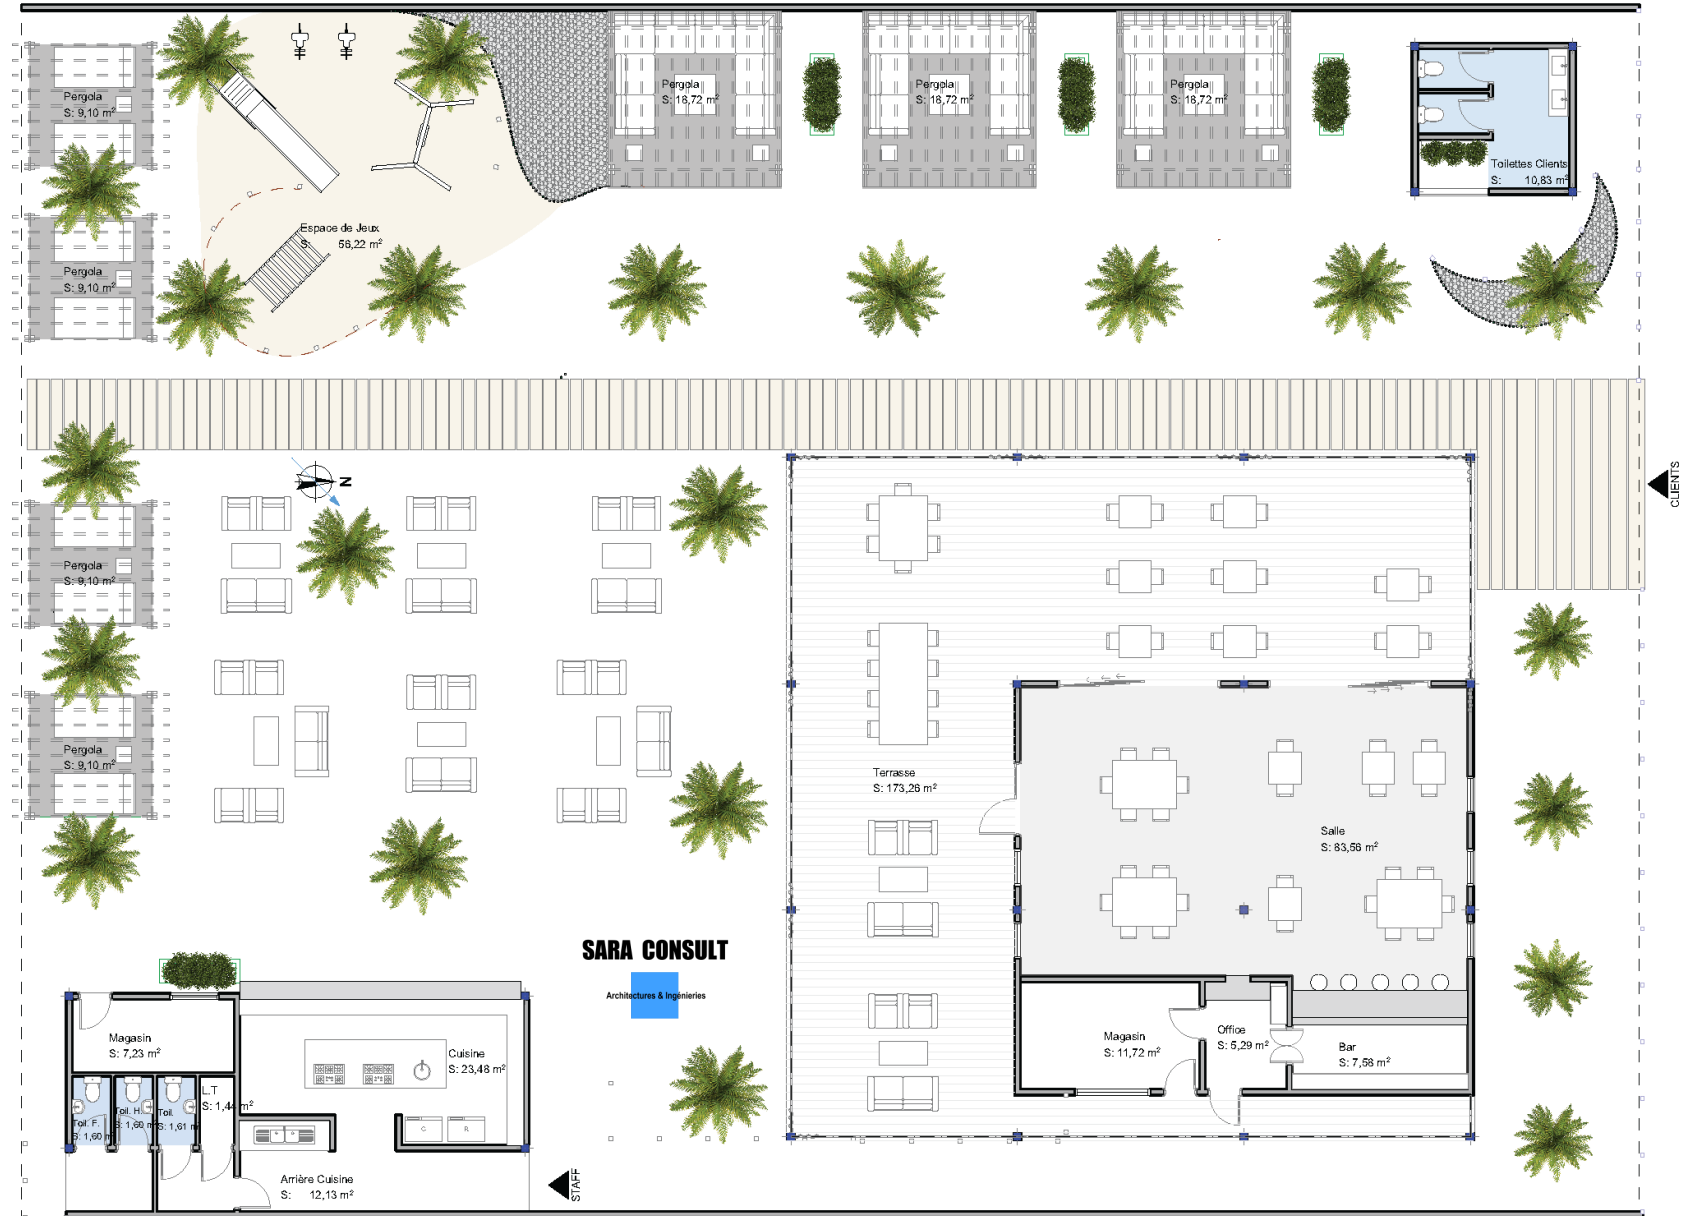 Pergola
S: 9,10 m²
Pergola
S: 18,72 m²
Pergola
S: 18,72 m²
Pergola
S: 18,72 m²
Toilettes Clients
S: 10,83 m²
Espace de Jeux
S: 56,22 m²
Pergola
S: 9,10 m²
N
CLIENTS
Pergola
S: 9,10 m²
Pergola
S: 9,10 m²
Terrasse
S: 173,26 m²
Salle
S: 83,56 m²
SARA CONSULT
Architectures & Ingénieries
Magasin
S: 7,23 m²
Cuisine
S: 23,48 m²
Magasin
S: 11,72 m²
Office
S: 5,29 m²
Bar
S: 7,58 m²
L.T
S: 1,44 m²
Toil. F.
S: 1,60 m
Toil. H.
S: 1,60 m
Toil.
S: 1,61 m
C
R
Arrière Cuisine
S: 12,13 m²
STAFF